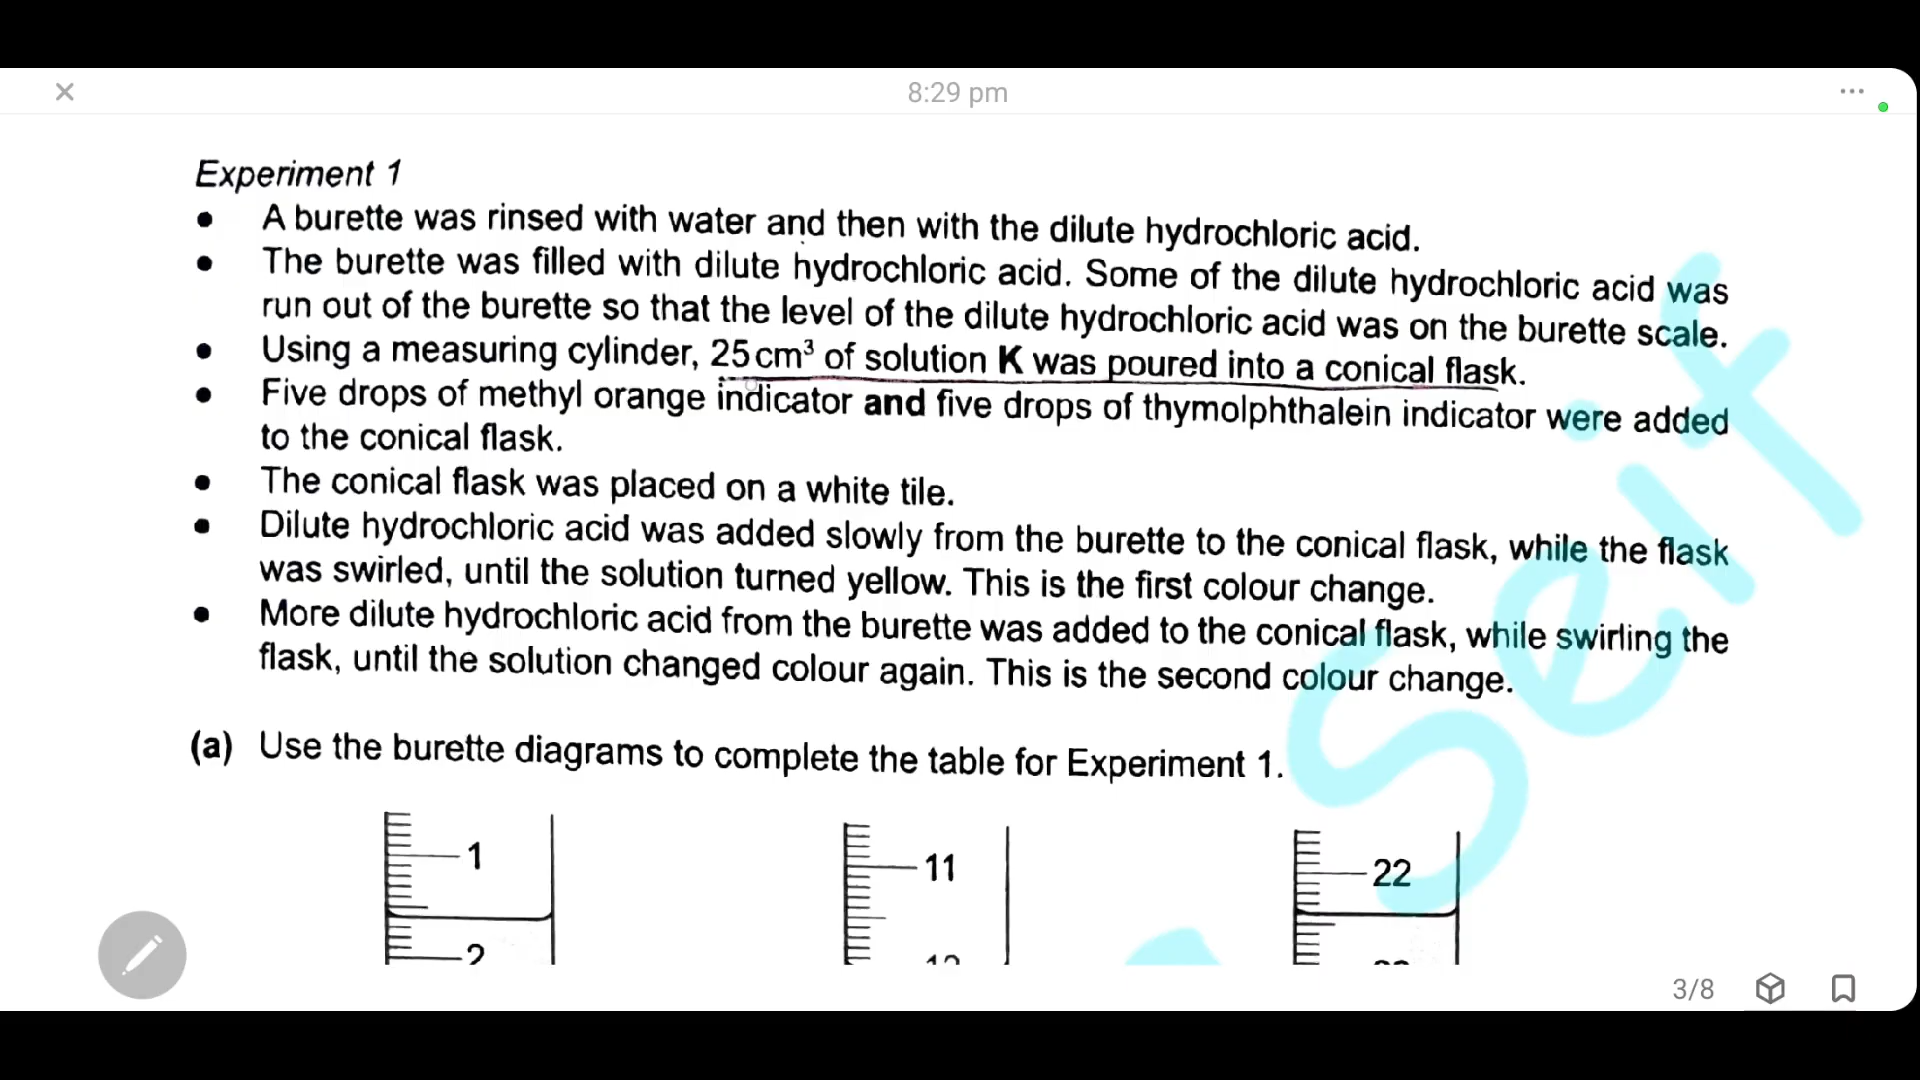 8:29 pm
Experiment 1
• A burette was rinsed with water and then with the dilute hydrochloric acid.
• The burette was filled with dilute hydrochloric acid. Some of the dilute hydrochloric acid was
run out of the burette so that the level of the dilute hydrochloric acid was on the burette scale.
• Using a measuring cylinder, 25 cm³ of solution K was poured into a conical flask.
• Five drops of methyl orange indicator and five drops of thymolphthalein indicator were added
to the conical flask.
• The conical flask was placed on a white tile.
• Dilute hydrochloric acid was added slowly from the burette to the conical flask, while the flask
was swirled, until the solution turned yellow. This is the first colour change.
• More dilute hydrochloric acid from the burette was added to the conical flask, while swirling the
flask, until the solution changed colour again. This is the second colour change.
(a) Use the burette diagrams to complete the table for Experiment 1.
1 11 22
2
Seif
3/8